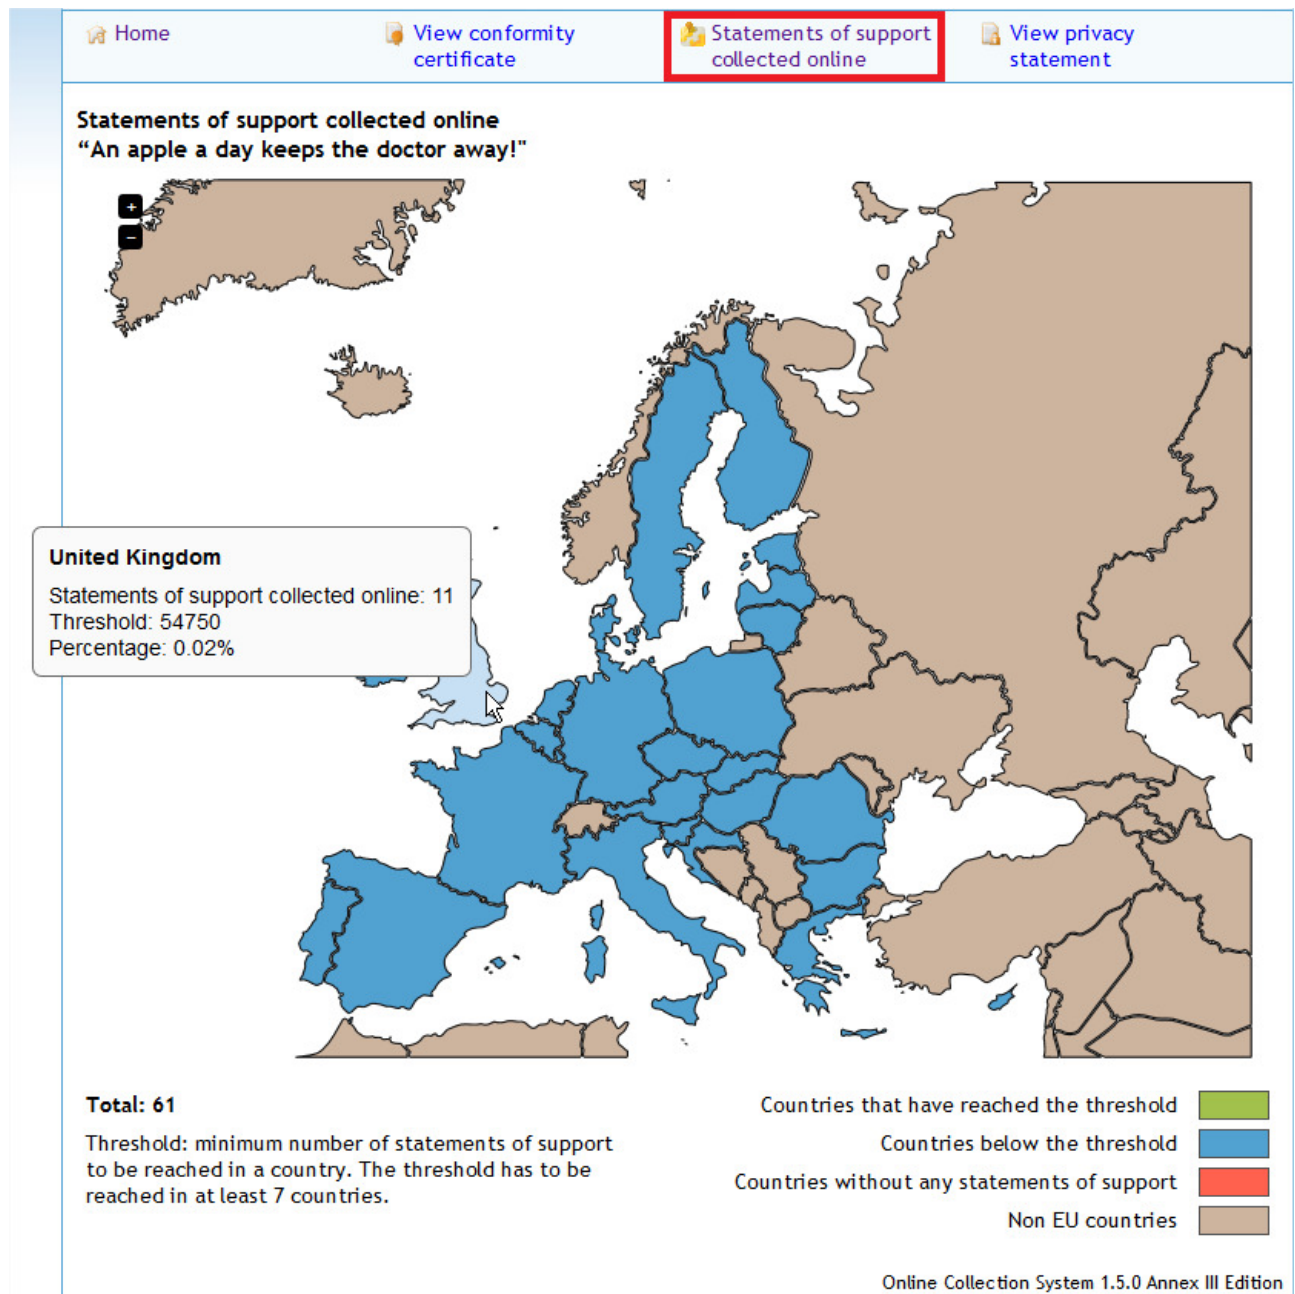 Home
View conformity
certificate
Statements of support
collected online
View privacy
statement
Statements of support collected online
“An apple a day keeps the doctor away!"
+
−
United Kingdom
Statements of support collected online: 11
Threshold: 54750
Percentage: 0.02%
Total: 61
Threshold: minimum number of statements of support
to be reached in a country. The threshold has to be
reached in at least 7 countries.
Countries that have reached the threshold
Countries below the threshold
Countries without any statements of support
Non EU countries
Online Collection System 1.5.0 Annex III Edition